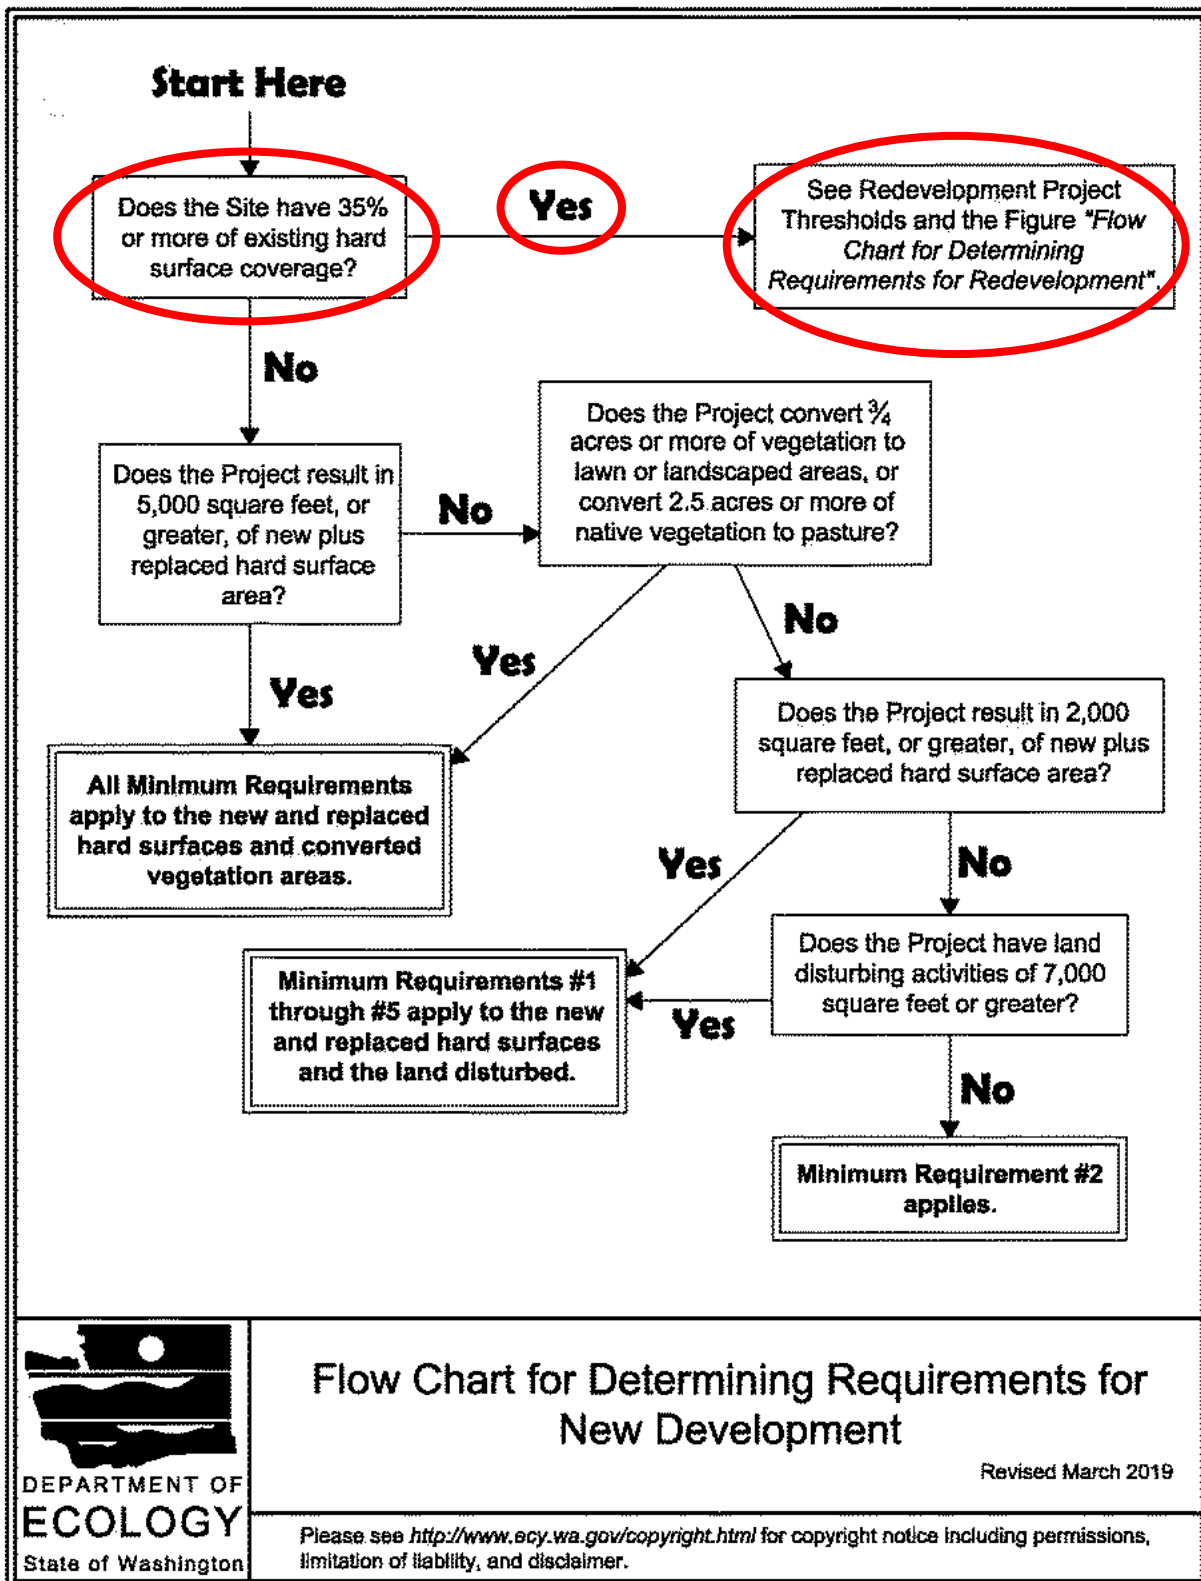 Start Here
Does the Site have 35%
or more of existing hard
surface coverage?
Yes
See Redevelopment Project
Thresholds and the Figure "Flow
Chart for Determining
Requirements for Redevelopment".
No
Does the Project result in
5,000 square feet, or
greater, of new plus
replaced hard surface
area?
No
Does the Project convert ¾
acres or more of vegetation to
lawn or landscaped areas, or
convert 2.5 acres or more of
native vegetation to pasture?
Yes
Yes
No
All Minimum Requirements
apply to the new and replaced
hard surfaces and converted
vegetation areas.
Does the Project result in 2,000
square feet, or greater, of new plus
replaced hard surface area?
Yes
No
Minimum Requirements #1
through #5 apply to the new
and replaced hard surfaces
and the land disturbed.
Does the Project have land
disturbing activities of 7,000
square feet or greater?
Yes
No
Minimum Requirement #2
applies.
DEPARTMENT OF
ECOLOGY
State of Washington
Flow Chart for Determining Requirements for
New Development
Revised March 2019
Please see http://www.ecy.wa.gov/copyright.html for copyright notice including permissions,
limitation of liability, and disclaimer.